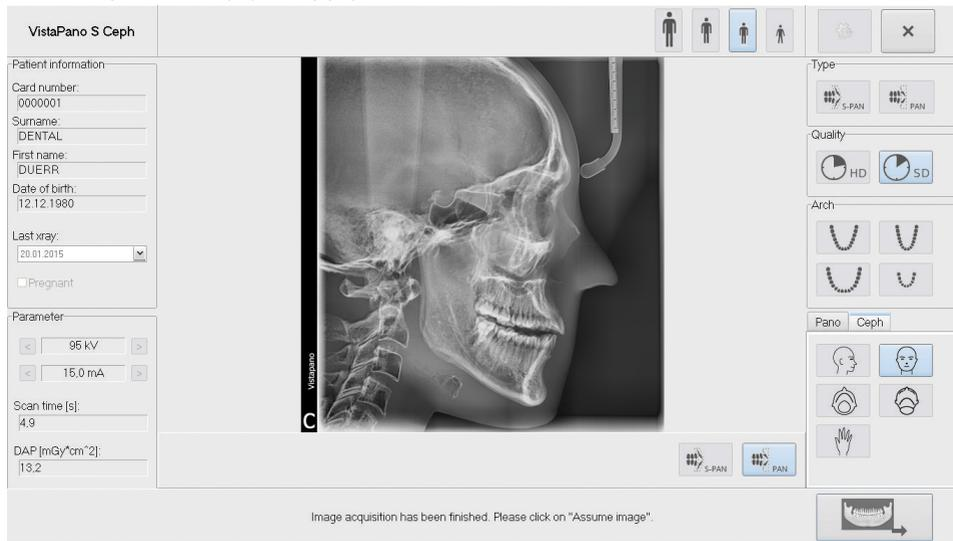 VistaPano S Ceph
Patient information
Card number:
0000001
Surname:
DENTAL
First name:
DUERR
Date of birth:
12.12.1980
Last xray:
20.01.2015
Pregnant
Parameter
< 95 kV >
< 15,0 mA >
Scan time [s]:
4.9
DAP [mGy*cm^2]:
13,2
Vistapano
C
S-PAN
PAN
Type
S-PAN
PAN
Quality
HD
SD
Arch
Pano
Ceph
Image acquisition has been finished. Please click on "Assume image".